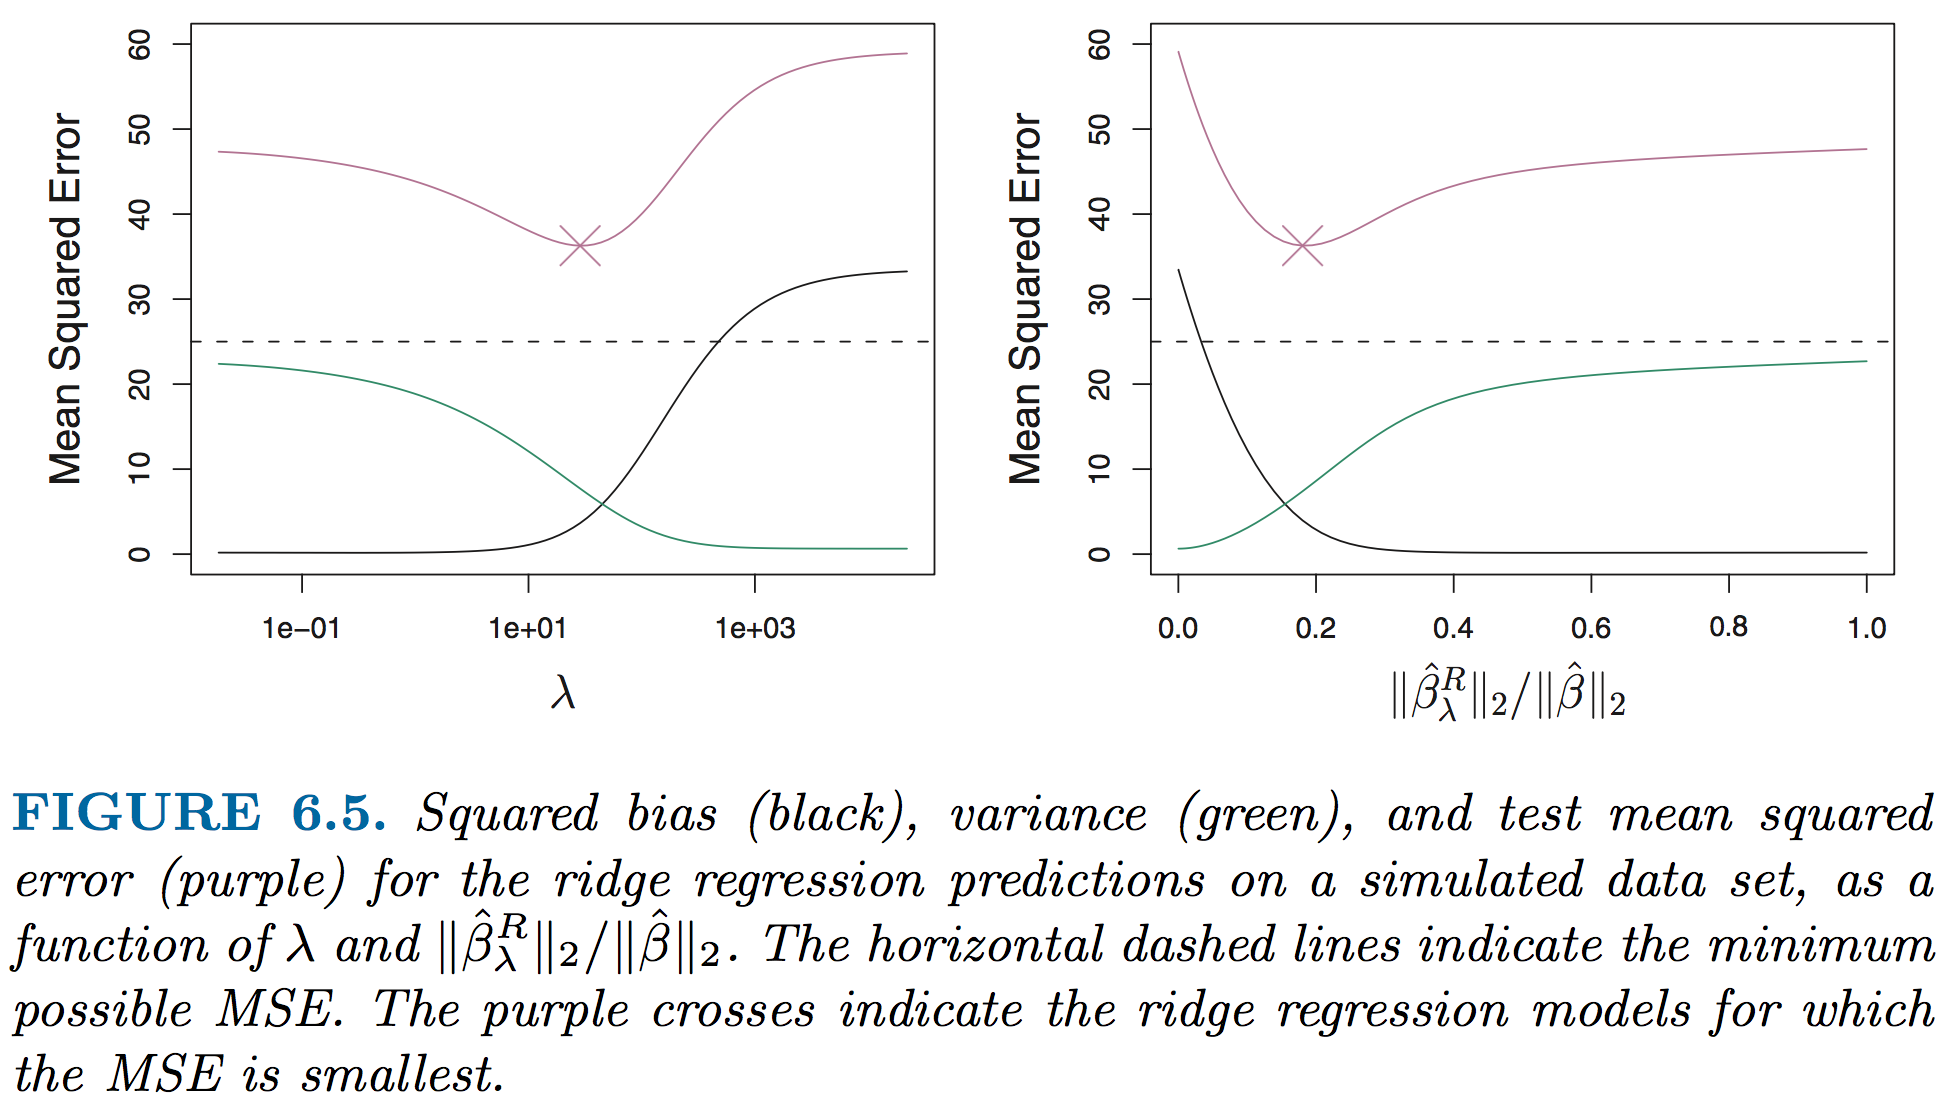 Mean Squared Error
60
50
40
30
20
10
0
1e−01 1e+01 1e+03
λ
Mean Squared Error
60
50
40
30
20
10
0
0.0 0.2 0.4 0.6 0.8 1.0
‖β̂λᴿ‖₂/‖β̂‖₂
FIGURE 6.5. Squared bias (black), variance (green), and test mean squared
error (purple) for the ridge regression predictions on a simulated data set, as a
function of λ and ‖β̂λᴿ‖₂/‖β̂‖₂. The horizontal dashed lines indicate the minimum
possible MSE. The purple crosses indicate the ridge regression models for which
the MSE is smallest.